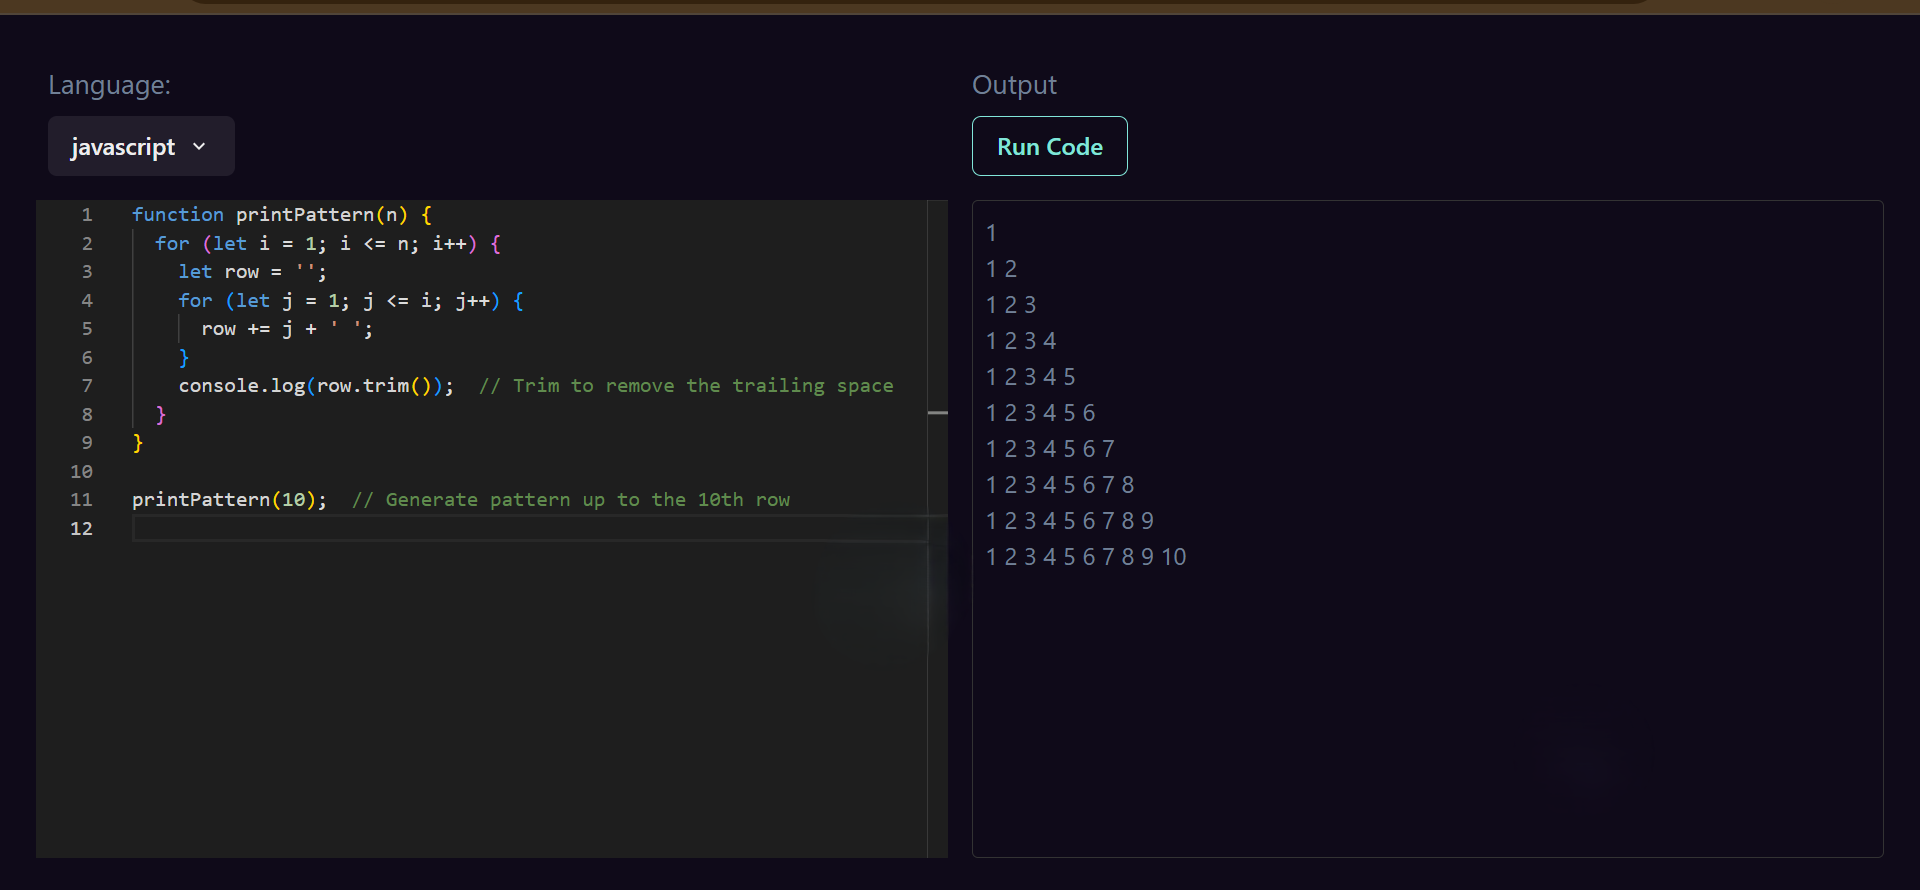 Language:
javascript
1 function printPattern(n) {
2 for (let i = 1; i <= n; i++) {
3 let row = '';
4 for (let j = 1; j <= i; j++) {
5 row += j + ' ';
6 }
7 console.log(row.trim()); // Trim to remove the trailing space
8 }
9 }
10
11 printPattern(10); // Generate pattern up to the 10th row
12
Output
Run Code
1
1 2
1 2 3
1 2 3 4
1 2 3 4 5
1 2 3 4 5 6
1 2 3 4 5 6 7
1 2 3 4 5 6 7 8
1 2 3 4 5 6 7 8 9
1 2 3 4 5 6 7 8 9 10